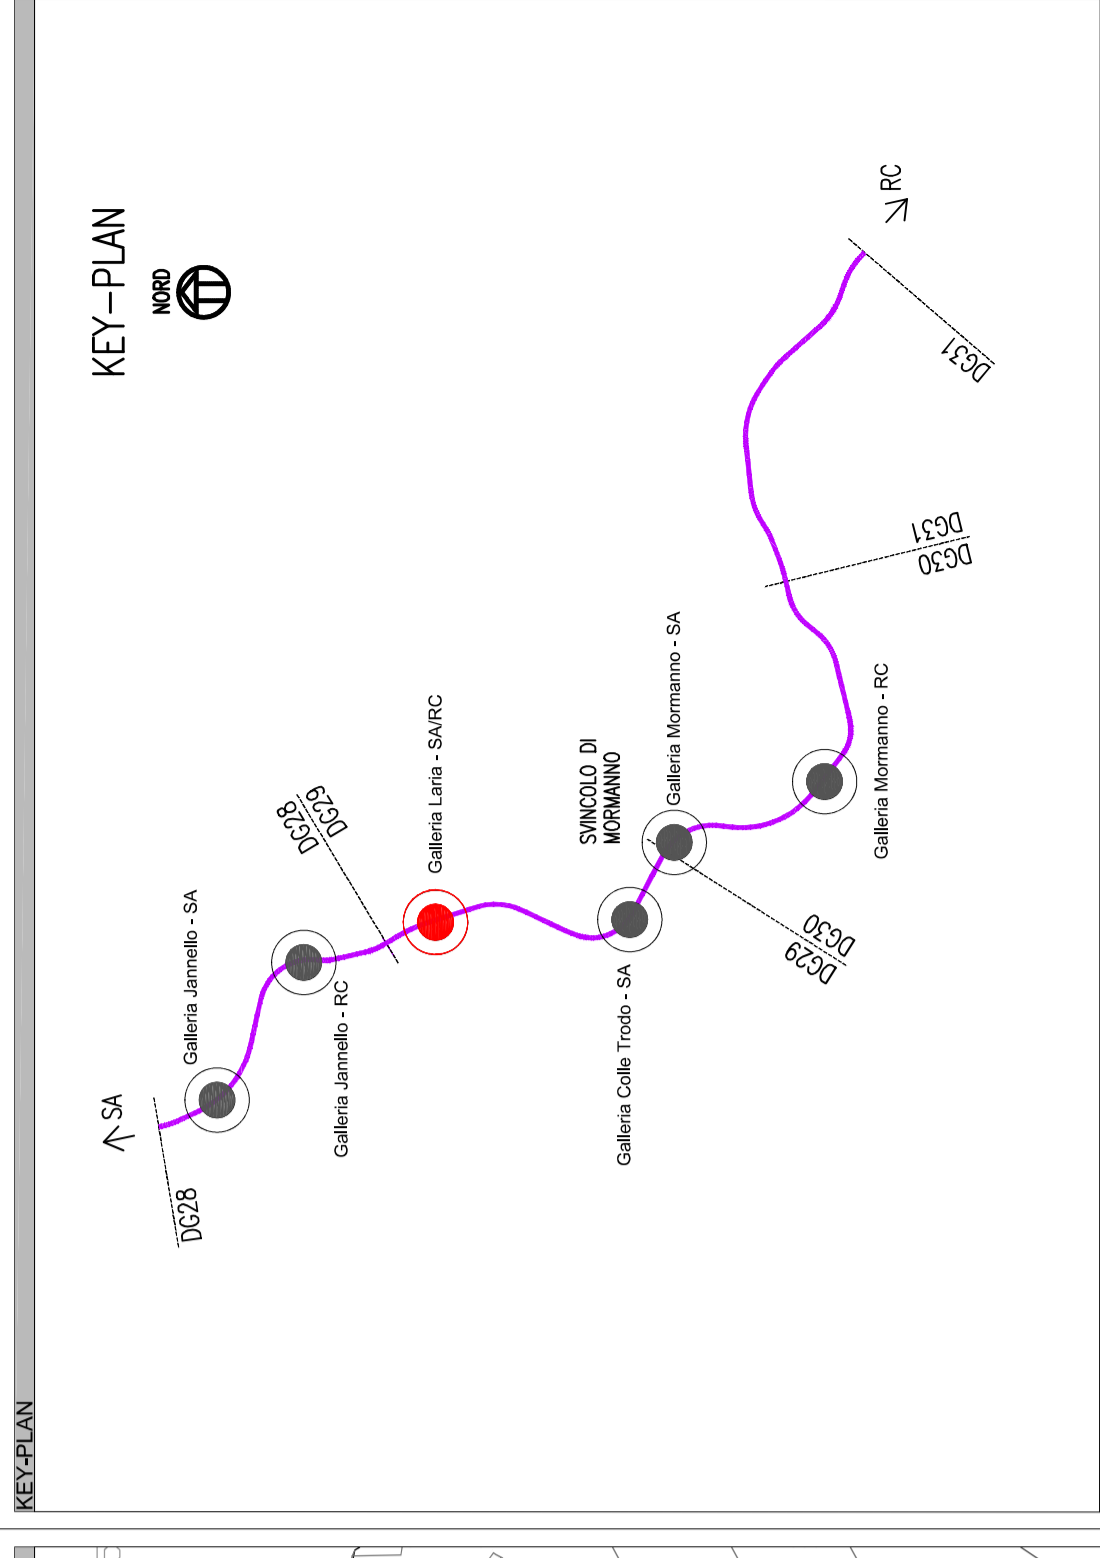 KEY-PLAN
KEY-PLAN
NORD
SA
DG28
Galleria Jannello - SA
Galleria Jannello - RC
DG28
DG29
Galleria Laria - SA/RC
SVINCOLO DI
MORMANNO
Galleria Colle Trodo - SA
Galleria Mormanno - SA
DG29
DG30
Galleria Mormanno - RC
DG30
DG31
DG31
RC